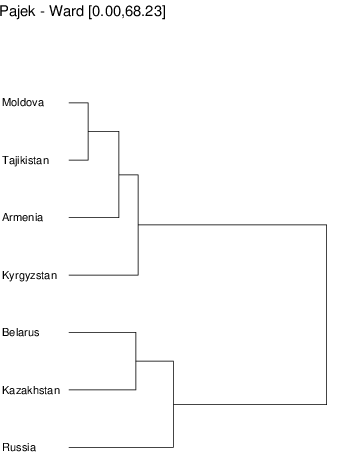 Pajek - Ward [0.00,68.23]
Moldova
Tajikistan
Armenia
Kyrgyzstan
Belarus
Kazakhstan
Russia